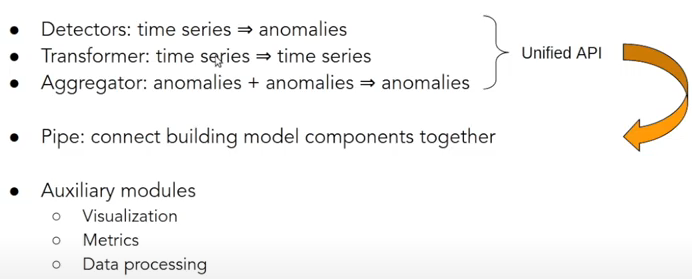 ● Detectors: time series ⇒ anomalies
● Transformer: time series ⇒ time series
● Aggregator: anomalies + anomalies ⇒ anomalies
Unified API
● Pipe: connect building model components together
● Auxiliary modules
○ Visualization
○ Metrics
○ Data processing